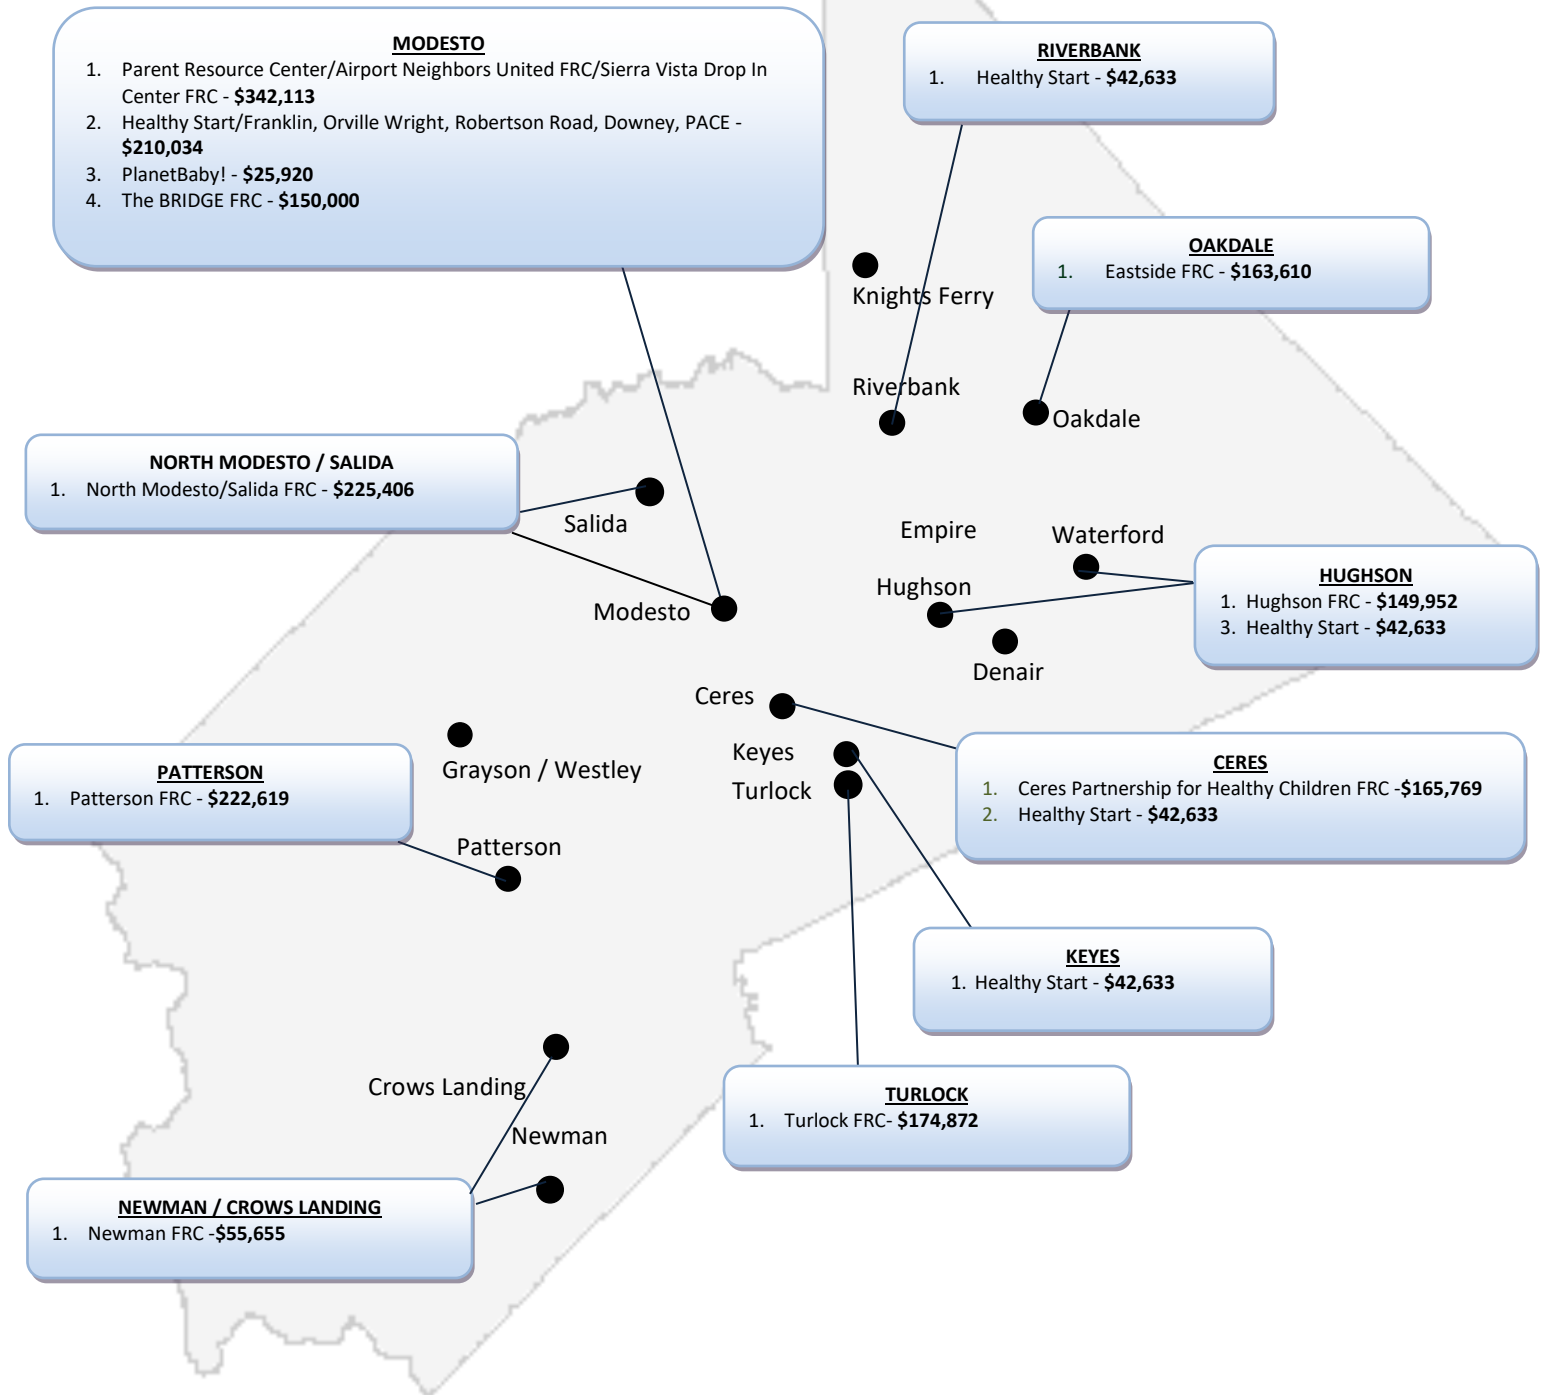 MODESTO
1. Parent Resource Center/Airport Neighbors United FRC/Sierra Vista Drop In
Center FRC - $342,113
2. Healthy Start/Franklin, Orville Wright, Robertson Road, Downey, PACE -
$210,034
3. PlanetBaby! - $25,920
4. The BRIDGE FRC - $150,000
RIVERBANK
1. Healthy Start - $42,633
OAKDALE
1. Eastside FRC - $163,610
Knights Ferry
Riverbank
Oakdale
NORTH MODESTO / SALIDA
1. North Modesto/Salida FRC - $225,406
Salida
Empire
Waterford
Hughson
Modesto
HUGHSON
1. Hughson FRC - $149,952
3. Healthy Start - $42,633
Denair
Ceres
Keyes
Turlock
Grayson / Westley
PATTERSON
1. Patterson FRC - $222,619
Patterson
CERES
1. Ceres Partnership for Healthy Children FRC -$165,769
2. Healthy Start - $42,633
KEYES
1. Healthy Start - $42,633
Crows Landing
Newman
TURLOCK
1. Turlock FRC- $174,872
NEWMAN / CROWS LANDING
1. Newman FRC -$55,655